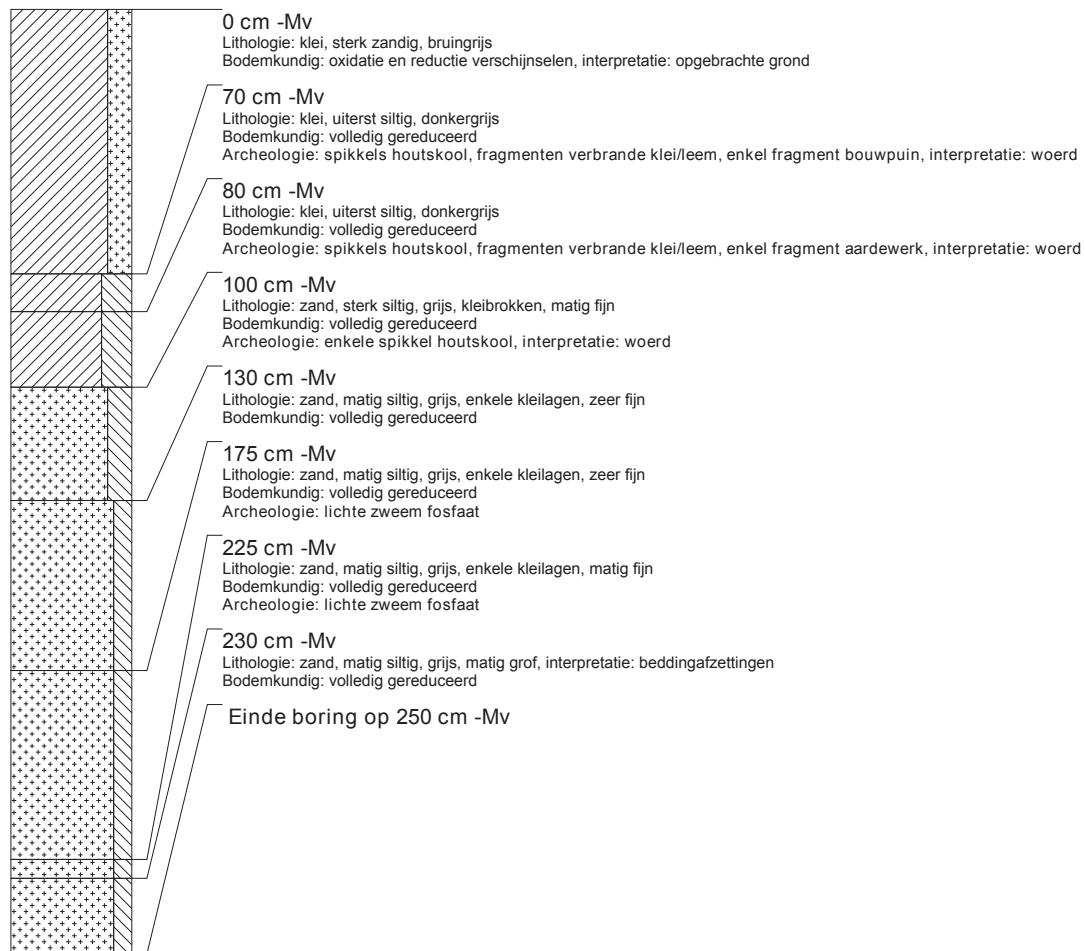 0 cm -Mv
Lithologie: klei, sterk zandig, bruingrijs
Bodemkundig: oxidatie en reductie verschijnselen, interpretatie: opgebrachte grond
70 cm -Mv
Lithologie: klei, uiterst siltig, donkergrijs
Bodemkundig: volledig gereduceerd
Archeologie: spikkels houtskool, fragmenten verbrande klei/leem, enkel fragment bouwpuin, interpretatie: woerd
80 cm -Mv
Lithologie: klei, uiterst siltig, donkergrijs
Bodemkundig: volledig gereduceerd
Archeologie: spikkels houtskool, fragmenten verbrande klei/leem, enkel fragment aardewerk, interpretatie: woerd
100 cm -Mv
Lithologie: zand, sterk siltig, grijs, kleibrokken, matig fijn
Bodemkundig: volledig gereduceerd
Archeologie: enkele spikkel houtskool, interpretatie: woerd
130 cm -Mv
Lithologie: zand, matig siltig, grijs, enkele kleilagen, zeer fijn
Bodemkundig: volledig gereduceerd
175 cm -Mv
Lithologie: zand, matig siltig, grijs, enkele kleilagen, zeer fijn
Bodemkundig: volledig gereduceerd
Archeologie: lichte zweem fosfaat
225 cm -Mv
Lithologie: zand, matig siltig, grijs, enkele kleilagen, matig fijn
Bodemkundig: volledig gereduceerd
Archeologie: lichte zweem fosfaat
230 cm -Mv
Lithologie: zand, matig siltig, grijs, matig grof, interpretatie: beddingafzettingen
Bodemkundig: volledig gereduceerd
Einde boring op 250 cm -Mv